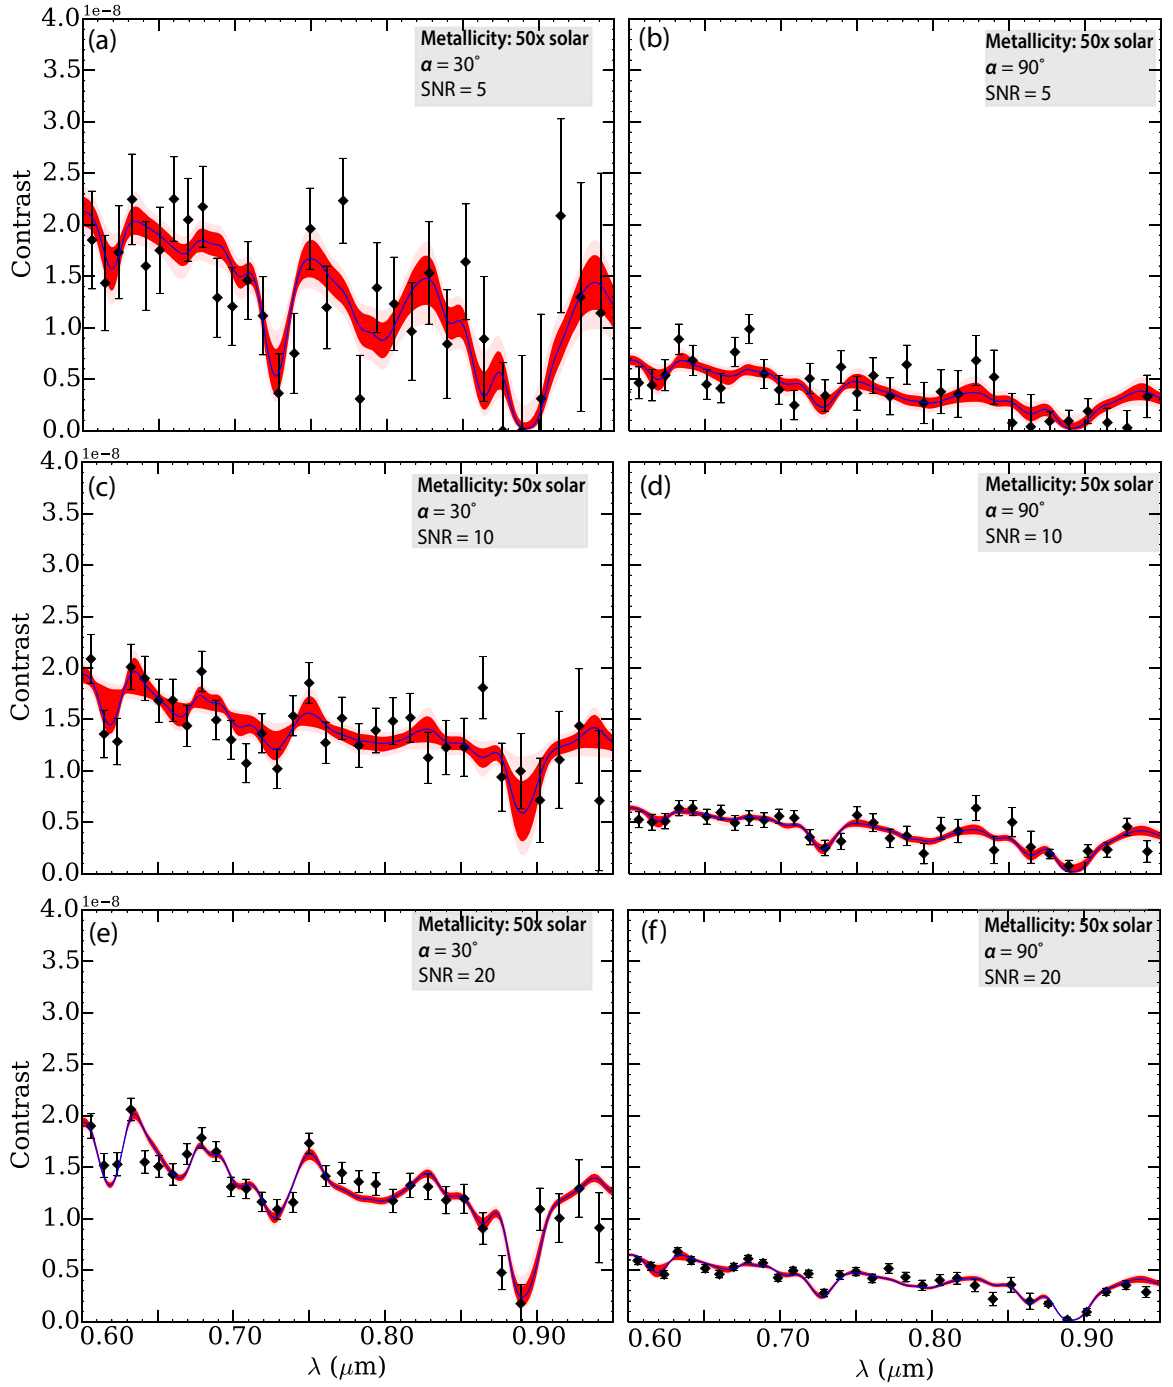 1e−8
(a)
Metallicity: 50x solar
α = 30°
SNR = 5
4.0
3.5
3.0
2.5
2.0
1.5
1.0
0.5
0.0
Contrast
(b)
Metallicity: 50x solar
α = 90°
SNR = 5
1e−8
(c)
Metallicity: 50x solar
α = 30°
SNR = 10
4.0
3.5
3.0
2.5
2.0
1.5
1.0
0.5
0.0
Contrast
(d)
Metallicity: 50x solar
α = 90°
SNR = 10
1e−8
(e)
Metallicity: 50x solar
α = 30°
SNR = 20
4.0
3.5
3.0
2.5
2.0
1.5
1.0
0.5
0.0
Contrast
0.60 0.70 0.80 0.90
λ (μm)
(f)
Metallicity: 50x solar
α = 90°
SNR = 20
0.60 0.70 0.80 0.90
λ (μm)